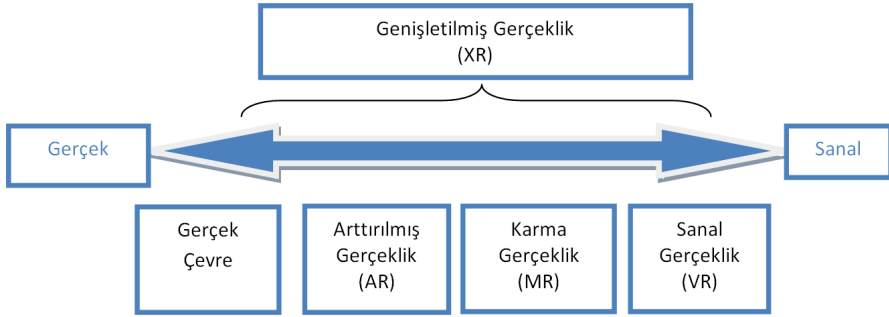 Genişletilmiş Gerçeklik
(XR)
Gerçek
Sanal
Gerçek
Çevre
Arttırılmış
Gerçeklik
(AR)
Karma
Gerçeklik
(MR)
Sanal
Gerçeklik
(VR)